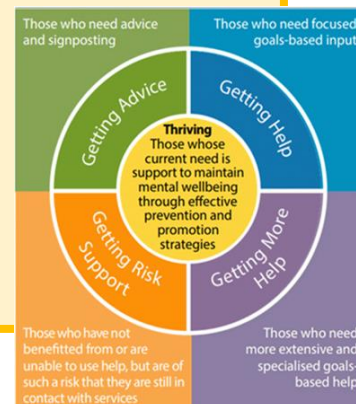 Those who need advice
and signposting
Those who need focused
goals-based input
Getting Advice
Getting Help
Thriving
Those whose
current need is
support to maintain
mental wellbeing
through effective
prevention and
promotion
strategies
Getting Risk
Support
Getting More
Help
Those who have not
benefitted from or are
unable to use help, but are of
such a risk that they are still in
contact with services
Those who need
more extensive and
specialised goals-
based help